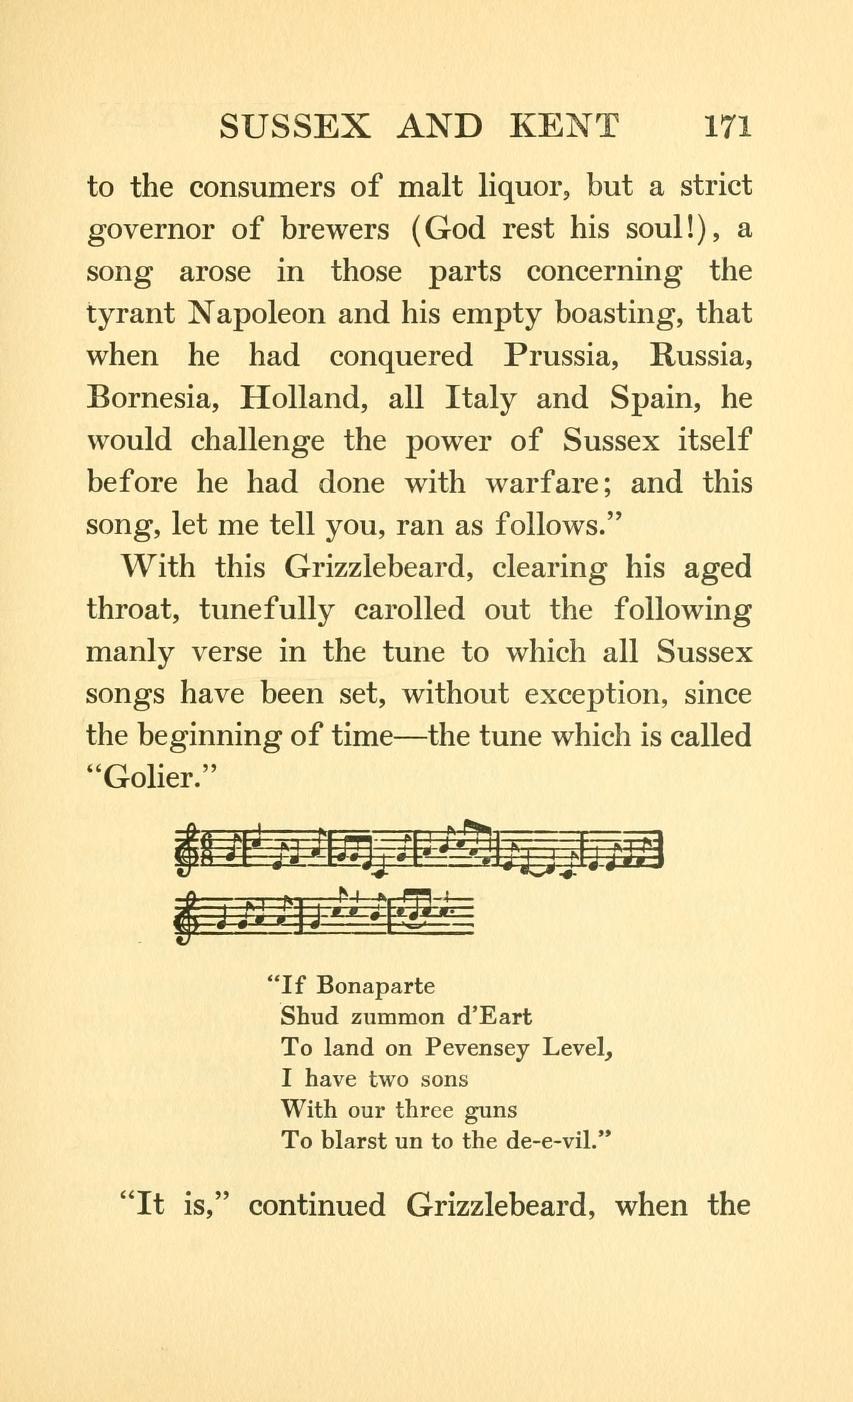 SUSSEX AND KENT 171
to the consumers of malt liquor, but a strict
governor of brewers (God rest his soul!), a
song arose in those parts concerning the
tyrant Napoleon and his empty boasting, that
when he had conquered Prussia, Russia,
Bornesia, Holland, all Italy and Spain, he
would challenge the power of Sussex itself
before he had done with warfare; and this
song, let me tell you, ran as follows.”
With this Grizzlebeard, clearing his aged
throat, tunefully carolled out the following
manly verse in the tune to which all Sussex
songs have been set, without exception, since
the beginning of time—the tune which is called
“Golier.”
“If Bonaparte
Shud zummon d’Eart
To land on Pevensey Level,
I have two sons
With our three guns
To blarst un to the de-e-vil.”
“It is,” continued Grizzlebeard, when the